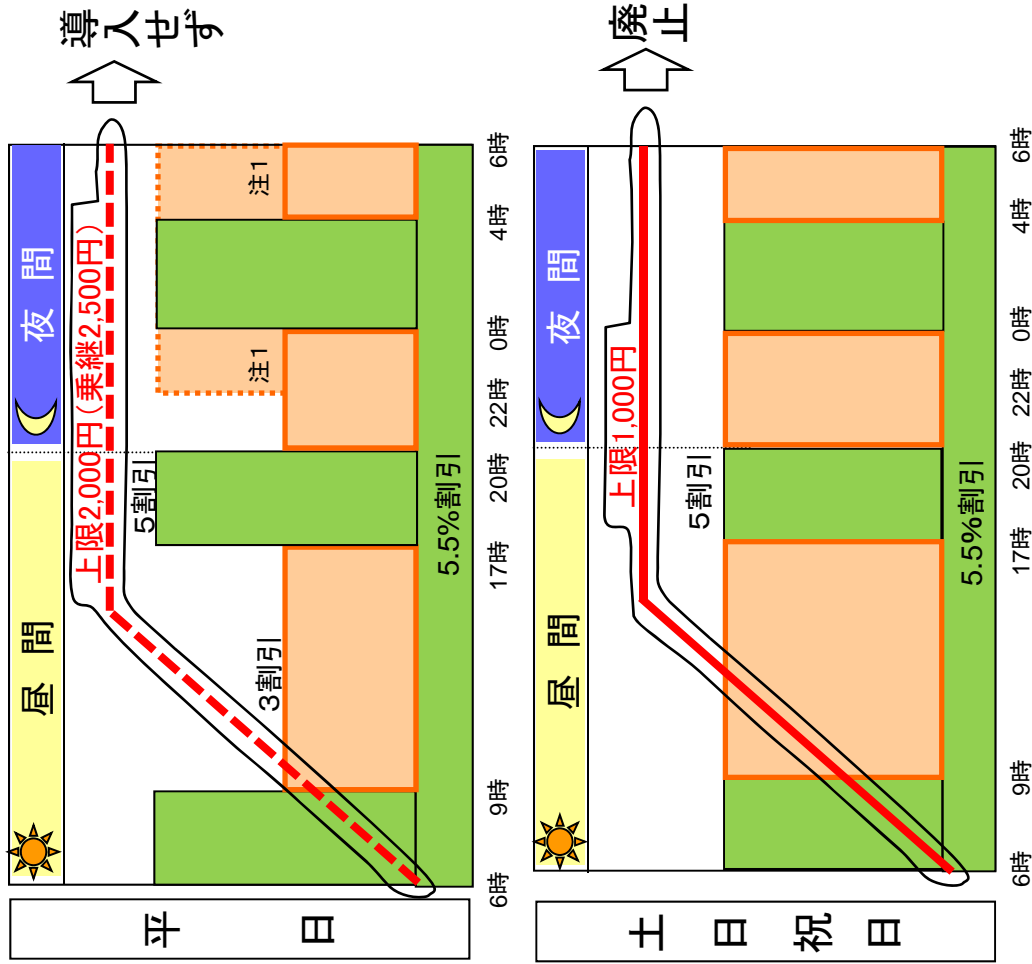 平日
昼間
夜間
上限2,000円（乗継2,500円）
導入せず
5割引
3割引
注1
注1
5.5%割引
6時
9時
17時
20時
22時
0時
4時
6時
土日祝日
昼間
夜間
上限1,000円
廃止
5割引
5.5%割引
6時
9時
17時
20時
22時
0時
4時
6時